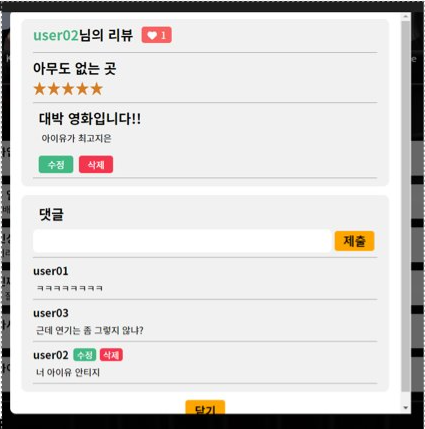 user02님의 리뷰 1
아무도 없는 곳
대박 영화입니다!!
아이유가 최고지은
수정 삭제
댓글
제출
user01
ㅋㅋㅋㅋㅋㅋㅋㅋ
user03
근데 연기는 좀 그렇지 않냐?
user02 수정 삭제
너 아이유 안티지
닫기